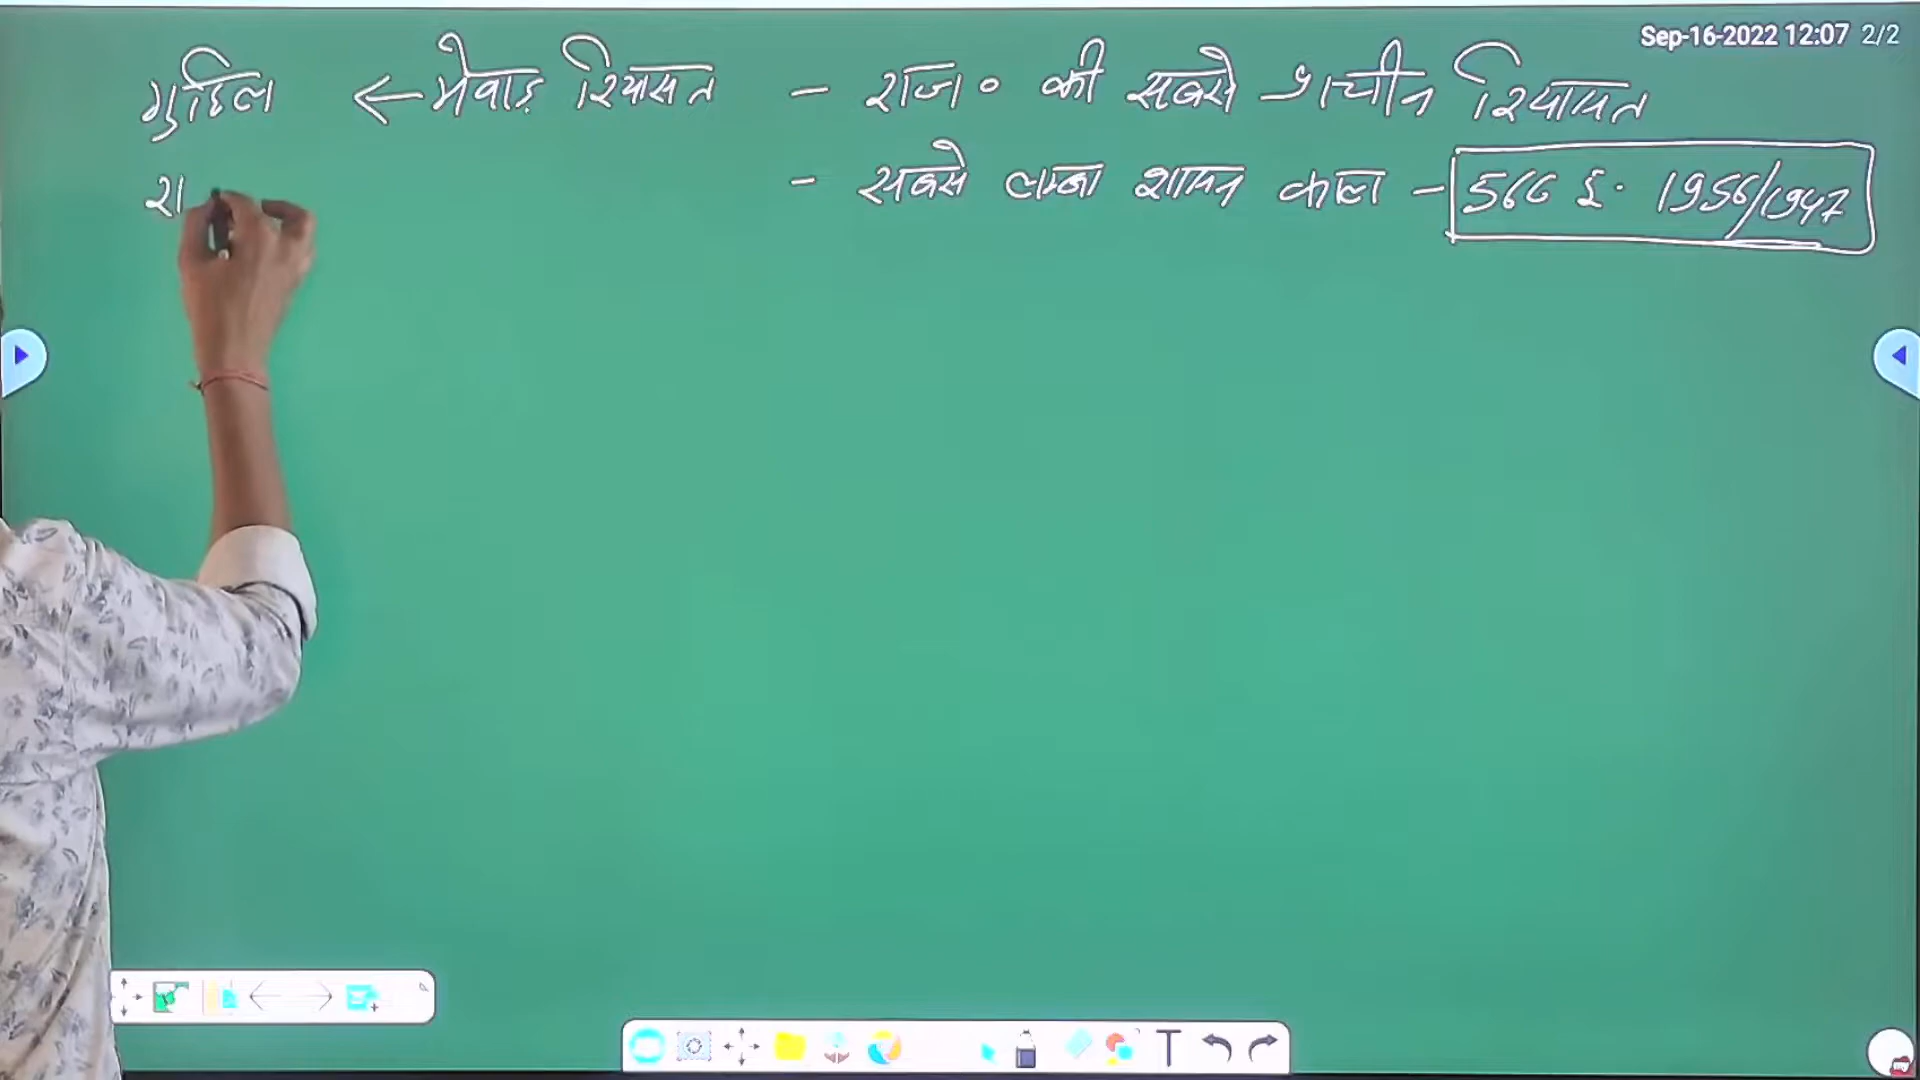 Sep-16-2022 12:07 2/2
गुहिल ← मेवाड़ रियासत - राज० की सबसे प्राचीन रियासत
- सबसे लम्बा शासन काल - 566 ई. 1956/1947
रा